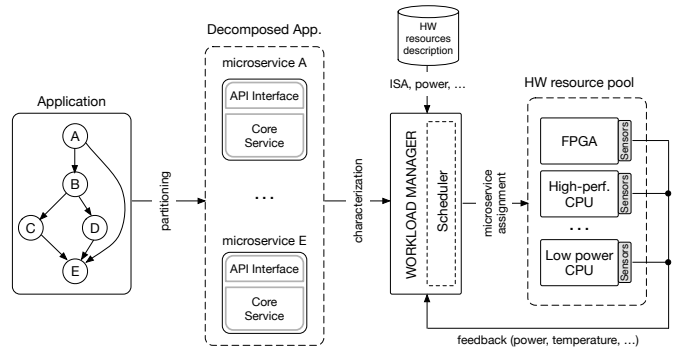 Application
A
B
C
D
E
partitioning
Decomposed App.
microservice A
API Interface
Core
Service
...
microservice E
API Interface
Core
Service
characterization
HW
resources
description
ISA, power, ...
WORKLOAD MANAGER
Scheduler
microservice
assignment
HW resource pool
FPGA
Sensors
High-perf.
CPU
Sensors
...
Low power
CPU
Sensors
feedback (power, temperature, ...)